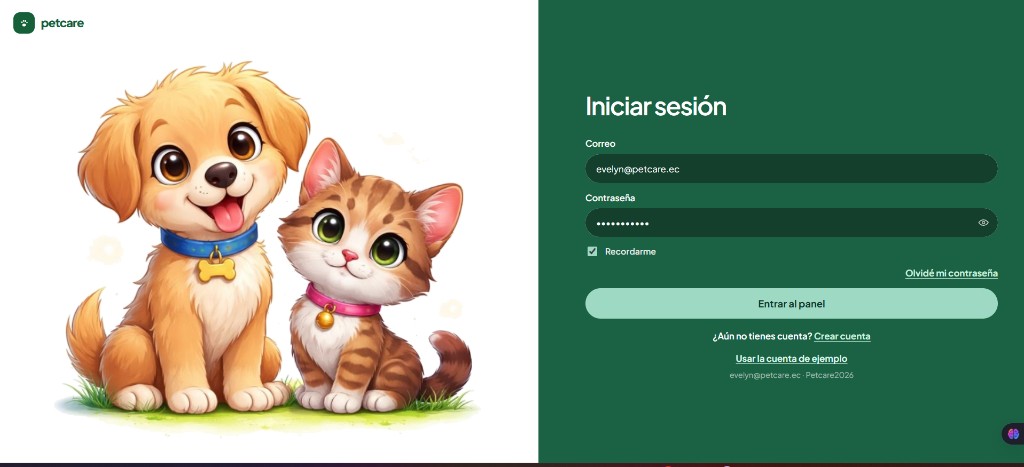 petcare
Iniciar sesión
Correo
evelyn@petcare.ec
Contraseña
•••••••••••
Recordarme
Olvidé mi contraseña
Entrar al panel
¿Aún no tienes cuenta? Crear cuenta
Usar la cuenta de ejemplo
evelyn@petcare.ec · Petcare2026